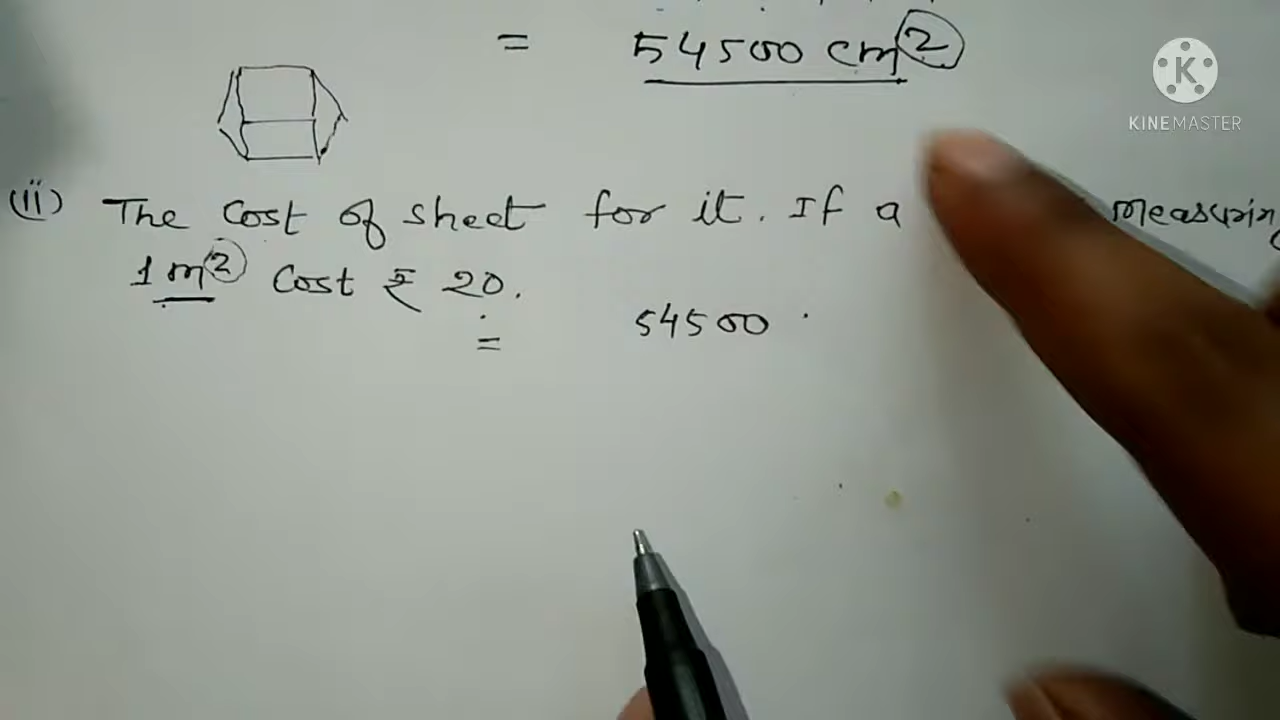 = 54500 cm²
KINEMASTER
(ii) The cost of sheet for it. If a measuring
1 m² Cost ₹ 20.
= 54500